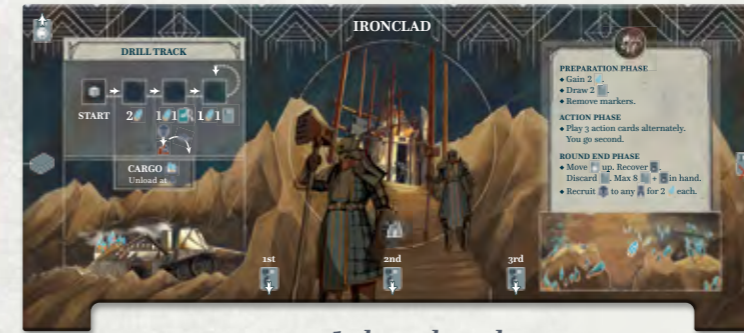 IRONCLAD
DRILL TRACK
START 2 1 1 1 1
CARGO
Unload at
1st 2nd 3rd
PREPARATION PHASE
◆ Gain 2
◆ Draw 2
◆ Remove markers.
ACTION PHASE
◆ Play 3 action cards alternately.
You go second.
ROUND END PHASE
◆ Move up. Recover
Discard . Max 8 + in hand.
◆ Recruit to any for 2 each.